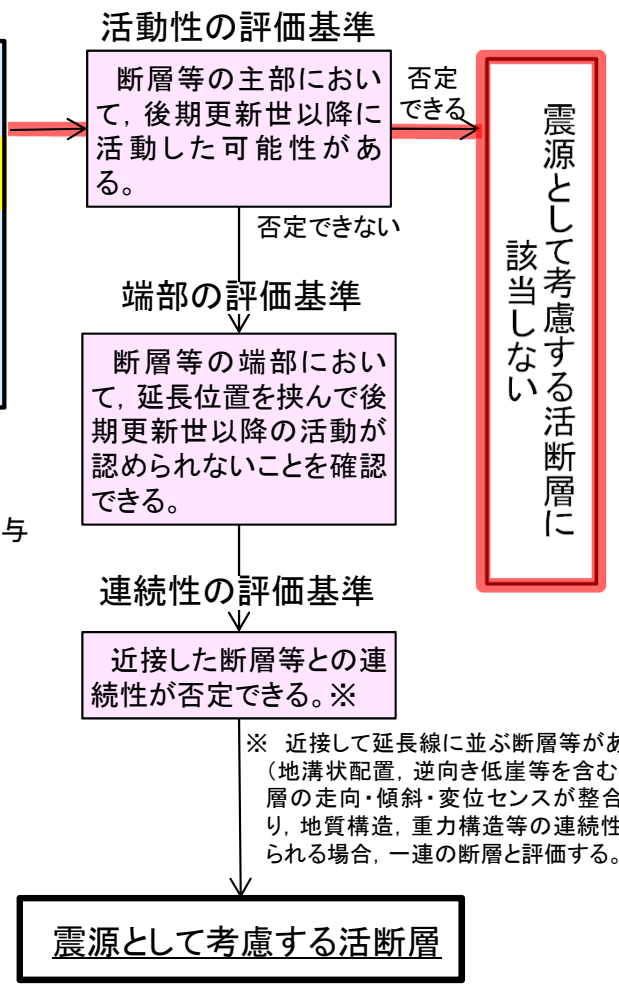 活動性の評価基準
断層等の主部におい
て，後期更新世以降に
活動した可能性があ
る。
否定
できる
震源として考慮する活断層に
該当しない
否定できない
端部の評価基準
断層等の端部におい
て，延長位置を挟んで後
期更新世以降の活動が
認められないことを確認
できる。
与
連続性の評価基準
近接した断層等との連
続性が否定できる。※
※　近接して延長線に並ぶ断層等があ
（地溝状配置，逆向き低崖等を含む
層の走向・傾斜・変位センスが整合
り，地質構造，重力構造等の連続性
られる場合，一連の断層と評価する。
震源として考慮する活断層